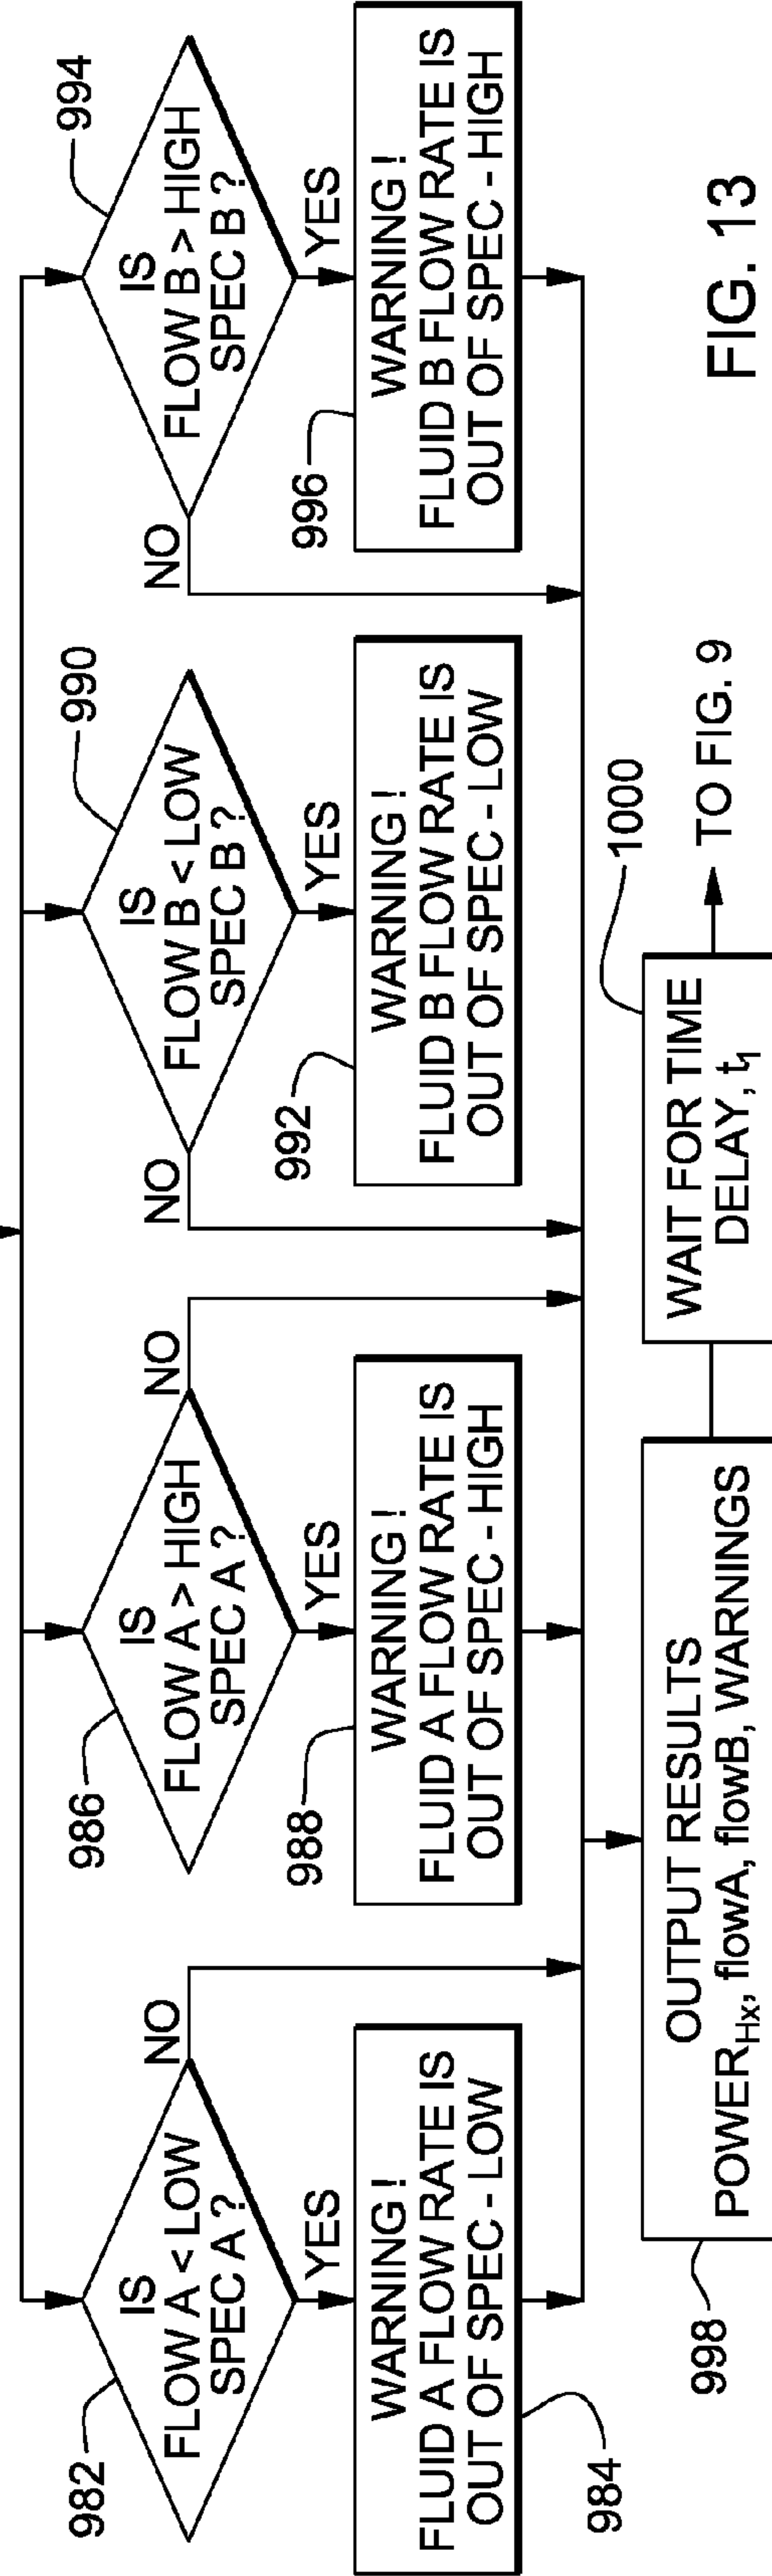 982
IS
FLOW A < LOW
SPEC A ?
NO
YES
WARNING !
FLUID A FLOW RATE IS
OUT OF SPEC - LOW
984
986
IS
FLOW A > HIGH
SPEC A ?
NO
YES
988
WARNING !
FLUID A FLOW RATE IS
OUT OF SPEC - HIGH
990
IS
FLOW B < LOW
SPEC B ?
NO
YES
992
WARNING !
FLUID B FLOW RATE IS
OUT OF SPEC - LOW
994
IS
FLOW B > HIGH
SPEC B ?
NO
YES
996
WARNING !
FLUID B FLOW RATE IS
OUT OF SPEC - HIGH
998
OUTPUT RESULTS
POWERHx, flowA, flowB, WARNINGS
1000
WAIT FOR TIME
DELAY, t1
TO FIG. 9
FIG. 13